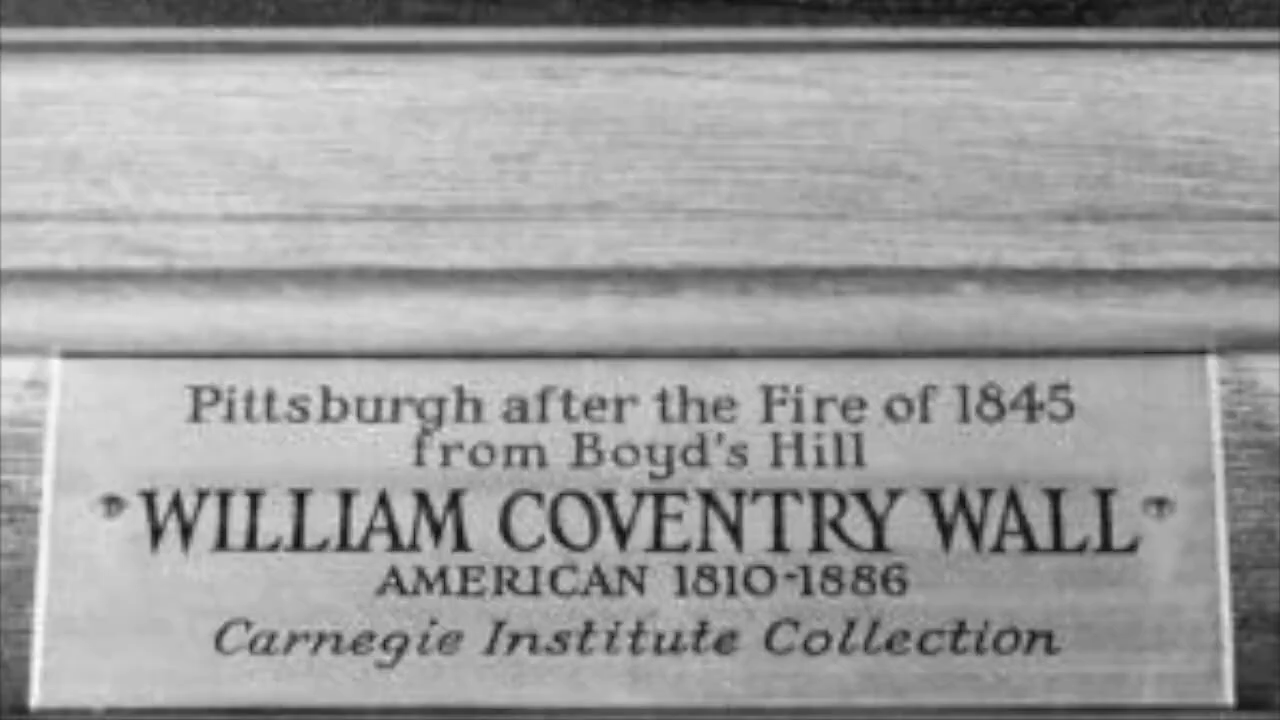 Pittsburgh after the Fire of 1845
from Boyd's Hill
WILLIAM COVENTRY WALL
AMERICAN 1810-1886
Carnegie Institute Collection